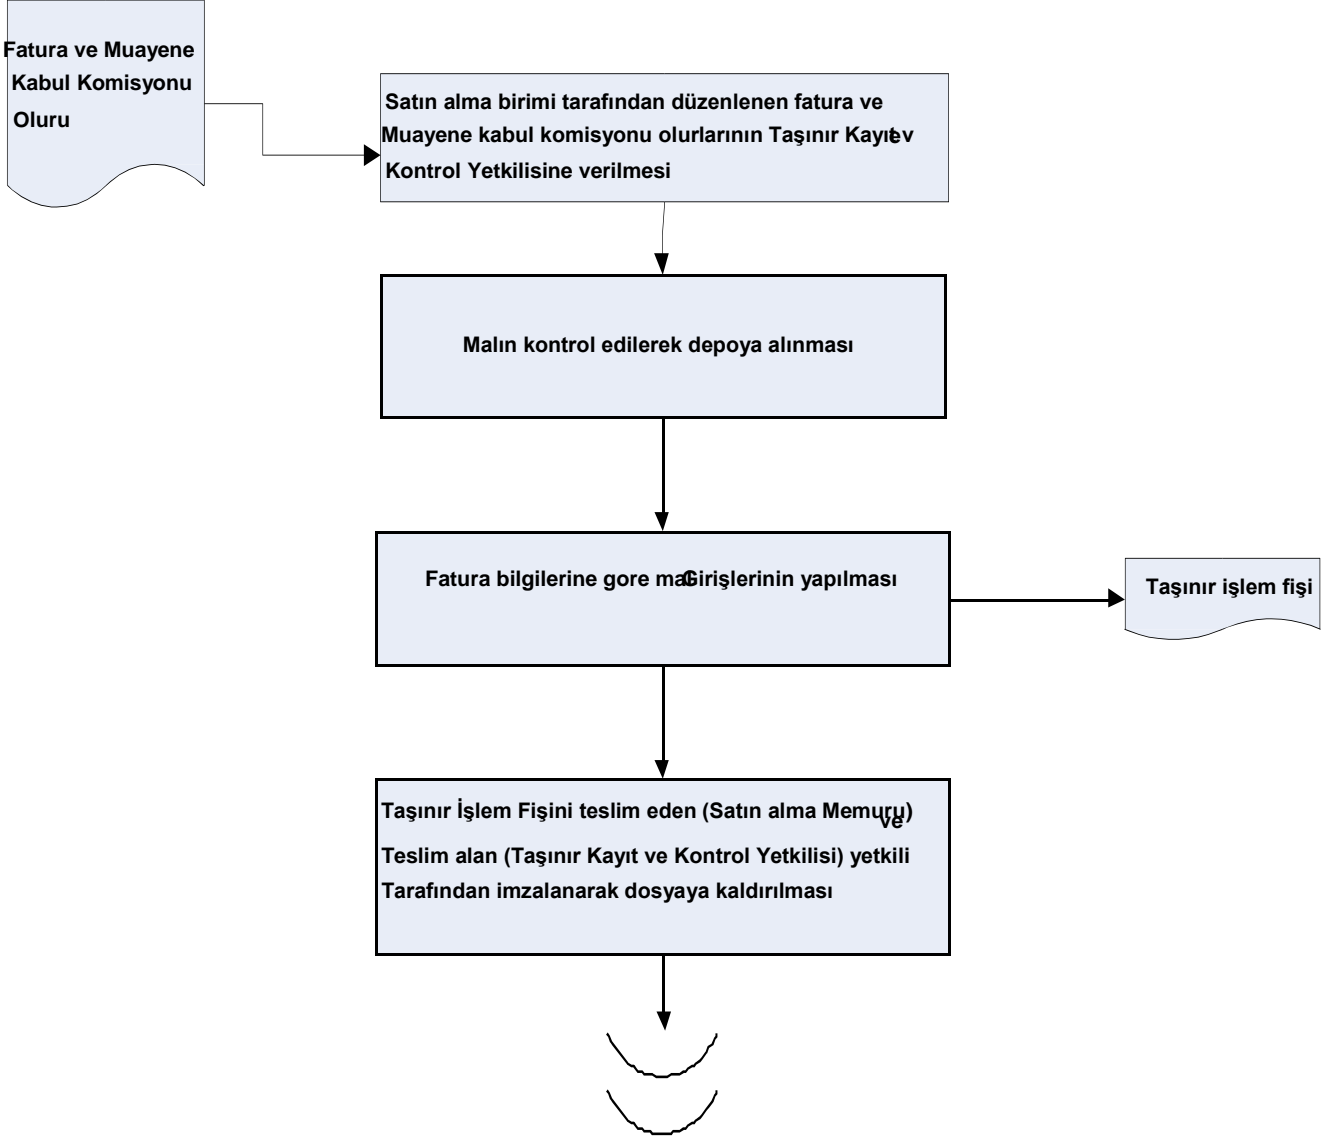 Fatura ve Muayene
Kabul Komisyonu
Oluru
Satın alma birimi tarafından düzenlenen fatura ve
Muayene kabul komisyonu olurlarının Taşınır Kayıt ve
Kontrol Yetkilisine verilmesi
Malın kontrol edilerek depoya alınması
Fatura bilgilerine gore mal Girişlerinin yapılması
Taşınır işlem fişi
Taşınır İşlem Fişini teslim eden (Satın alma Memuru) ve
Teslim alan (Taşınır Kayıt ve Kontrol Yetkilisi) yetkili
Tarafından imzalanarak dosyaya kaldırılması